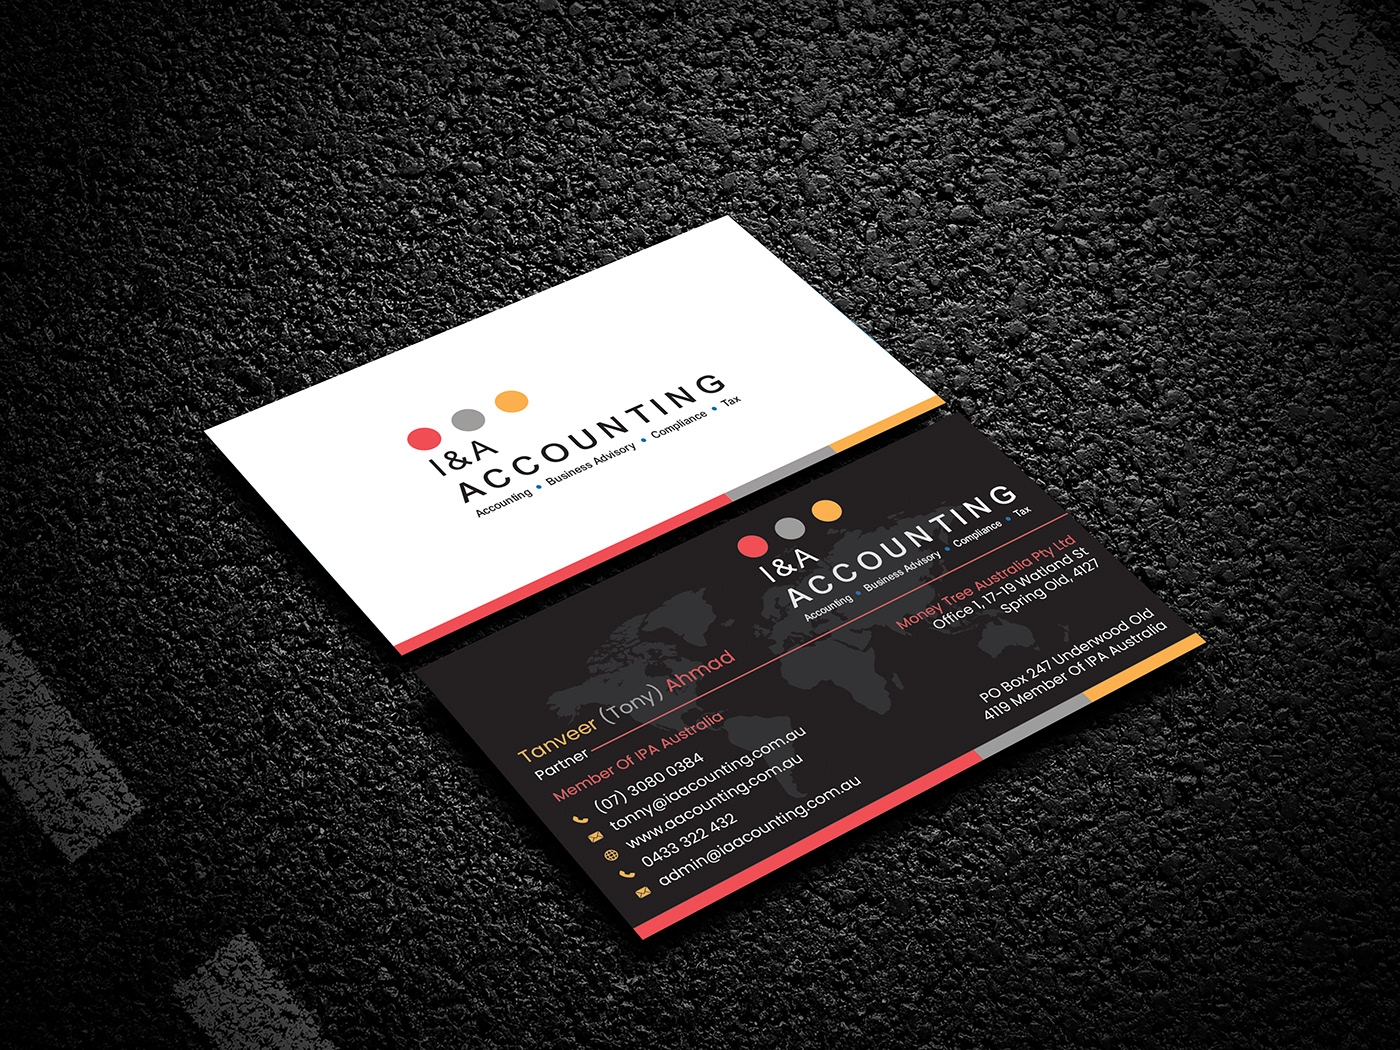 I&A
ACCOUNTING
Accounting • Business Advisory • Compliance • Tax
I&A
ACCOUNTING
Accounting • Business Advisory • Compliance • Tax
Tanveer (Tony) Ahmad
Partner
Member Of IPA Australia
(07) 3080 0384
tonny@iaacounting.com.au
www.aacounting.com.au
0433 322 432
admin@iaacounting.com.au
Money Tree Australia Pty Ltd
Office 1, 17-19 Watland St
Spring Qld, 4127
PO Box 247 Underwood Qld
4119 Member Of IPA Australia